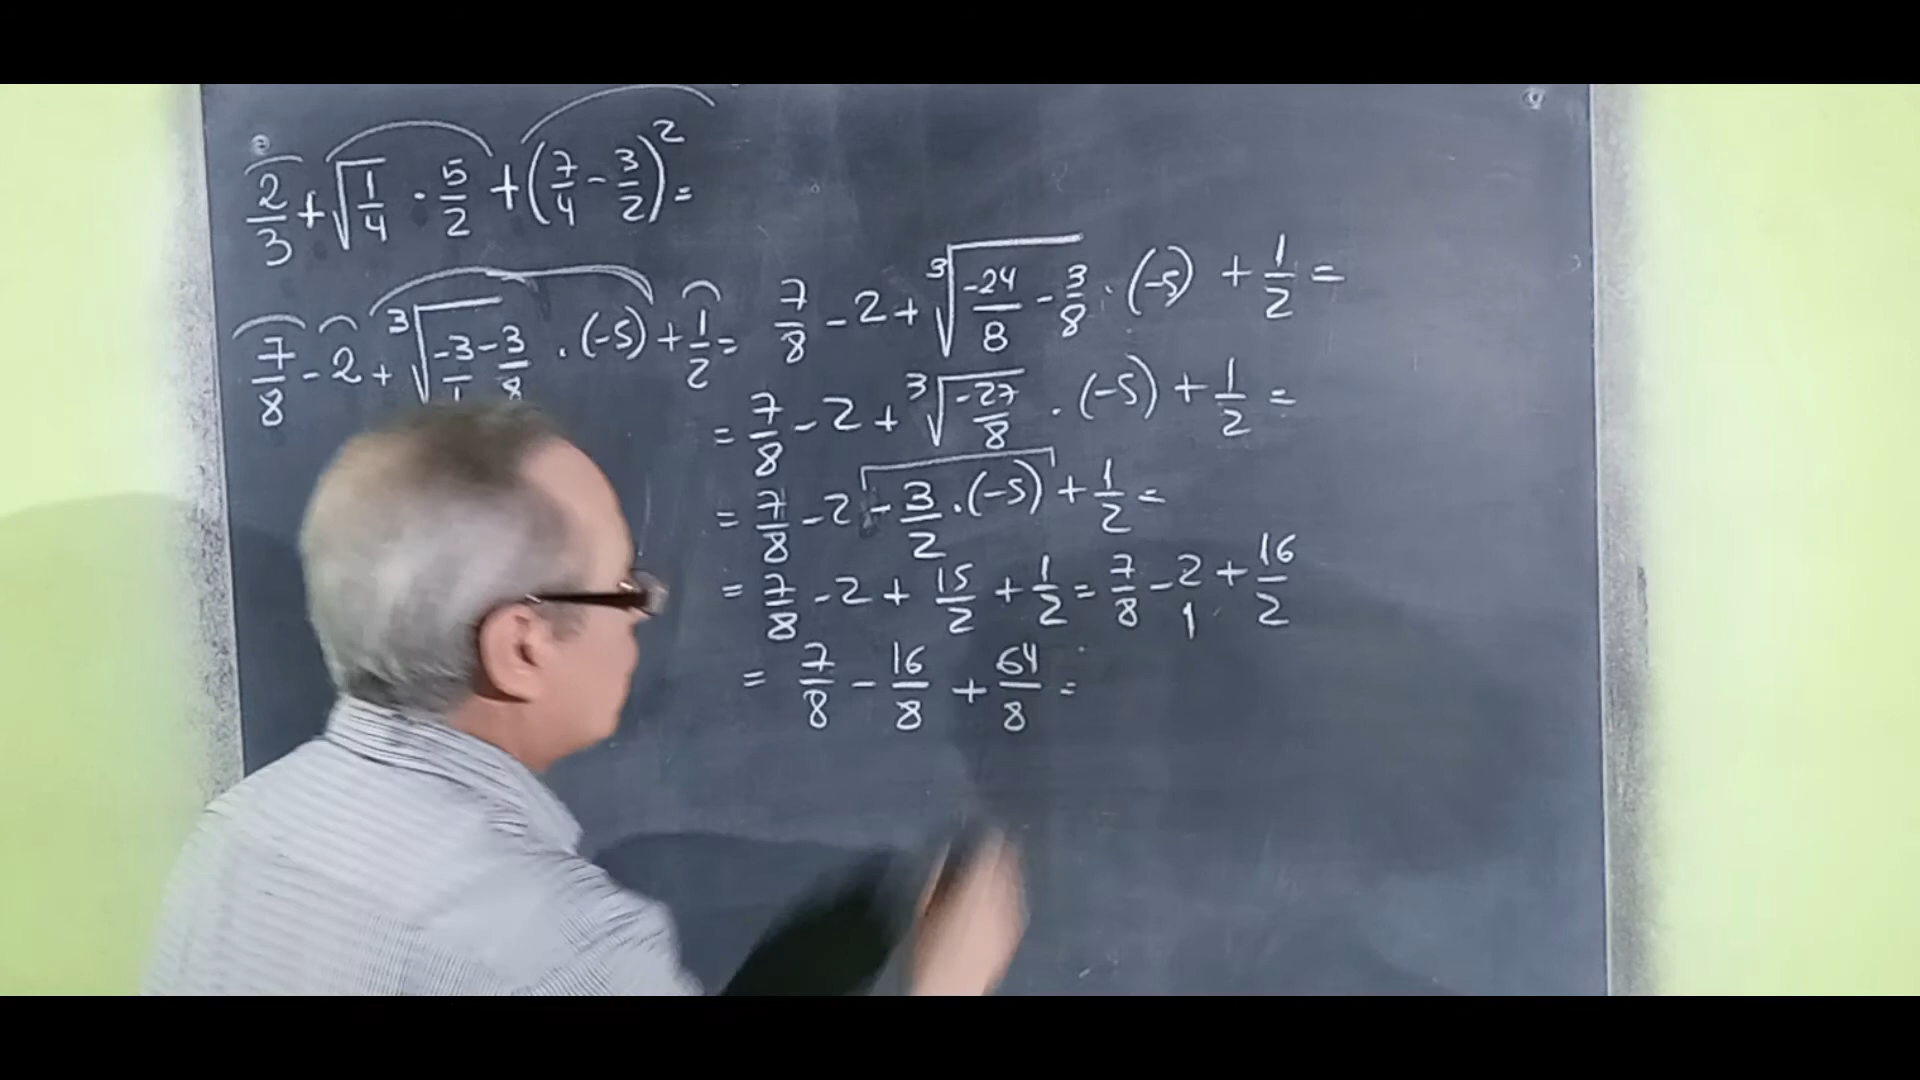 2/3 + √(1/4) · 5/2 + (7/4 - 3/2)² =
7/8 - 2 + ∛(-3/1 - 3/8) · (-5) + 1/2 =
7/8 - 2 + ∛(-24/8 - 3/8) · (-5) + 1/2 =
= 7/8 - 2 + ∛(-27/8) · (-5) + 1/2 =
= 7/8 - 2 - 3/2 · (-5) + 1/2 =
= 7/8 - 2 + 15/2 + 1/2 = 7/8 - 2/1 + 16/2
= 7/8 - 16/8 + 64/8 =